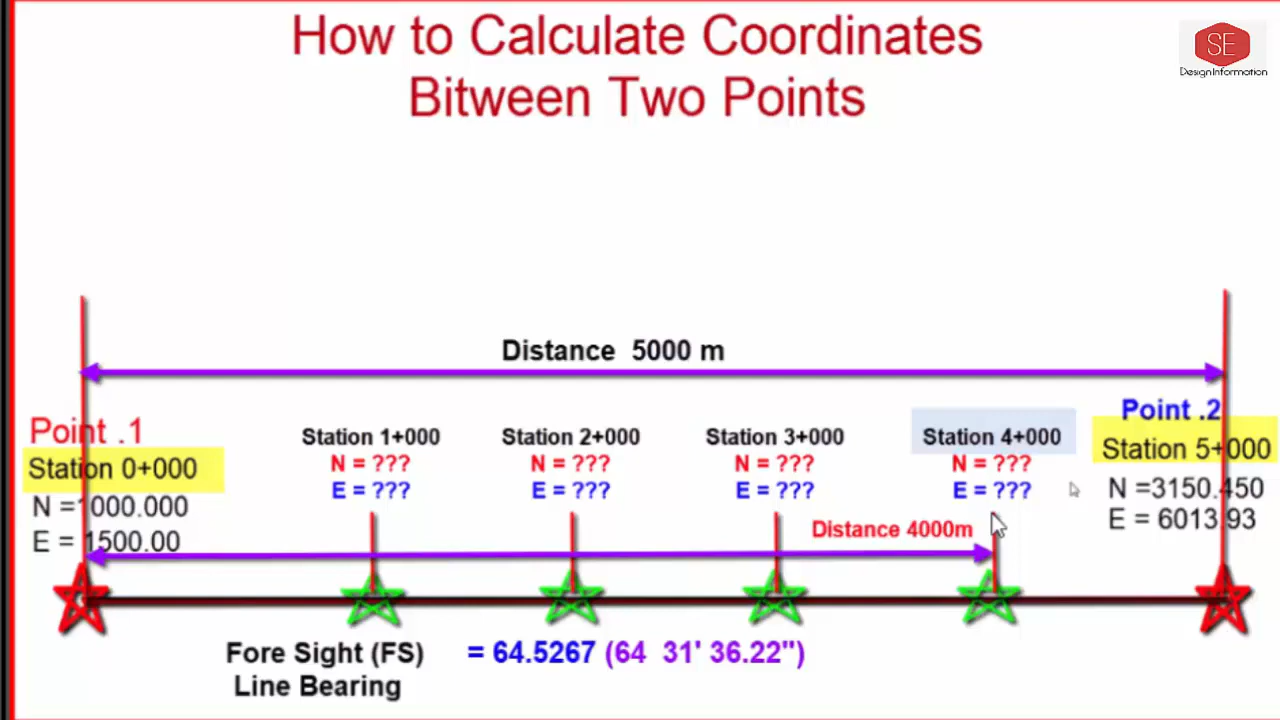 How to Calculate Coordinates
Bitween Two Points
SE
Design Information
Distance 5000 m
Point .1
Station 0+000
N =1000.000
E = 1500.00
Station 1+000
N = ???
E = ???
Station 2+000
N = ???
E = ???
Station 3+000
N = ???
E = ???
Station 4+000
N = ???
E = ???
Point .2
Station 5+000
N =3150.450
E = 6013.93
Distance 4000m
Fore Sight (FS) = 64.5267 (64 31' 36.22")
Line Bearing